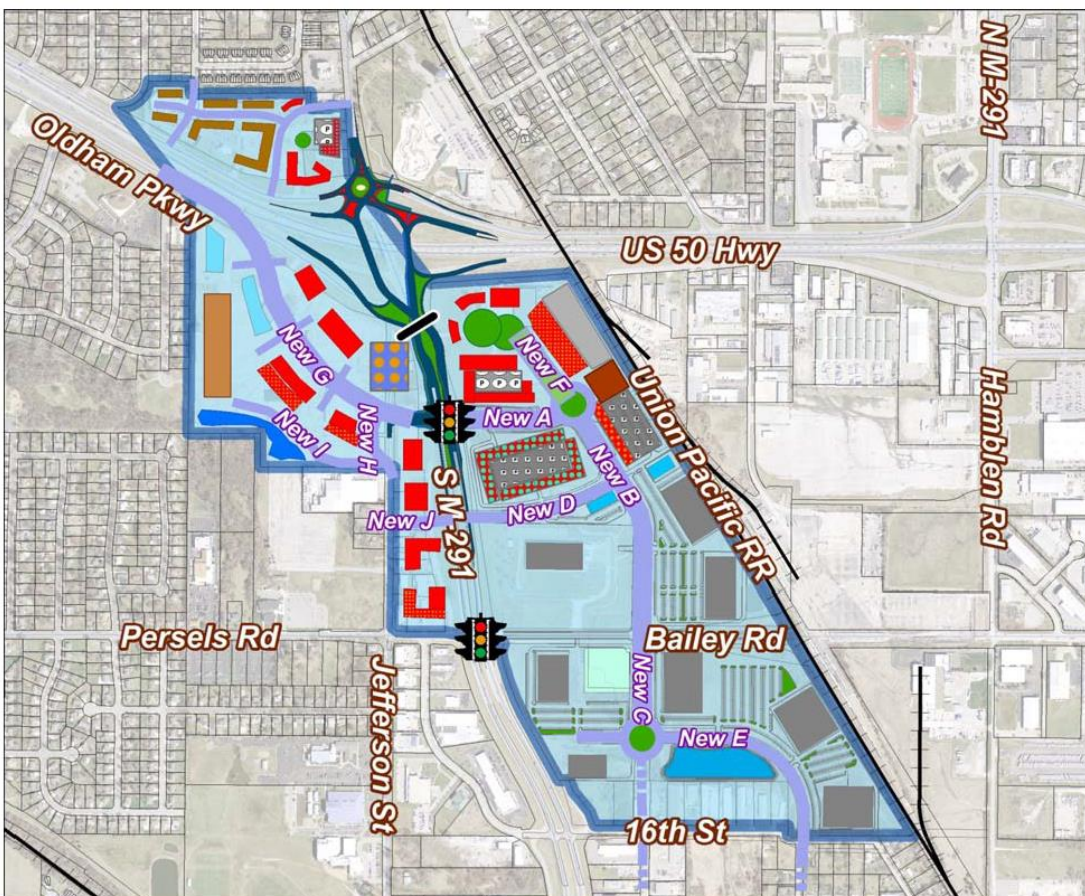 N M-291
Oldham Pkwy
US 50 Hwy
P
New F
New G
P P P
Union Pacific RR
Hamblen Rd
New A
New I
New H
New B
S M-291
New D
New J
Persels Rd
Bailey Rd
Jefferson St
New C
New E
16th St